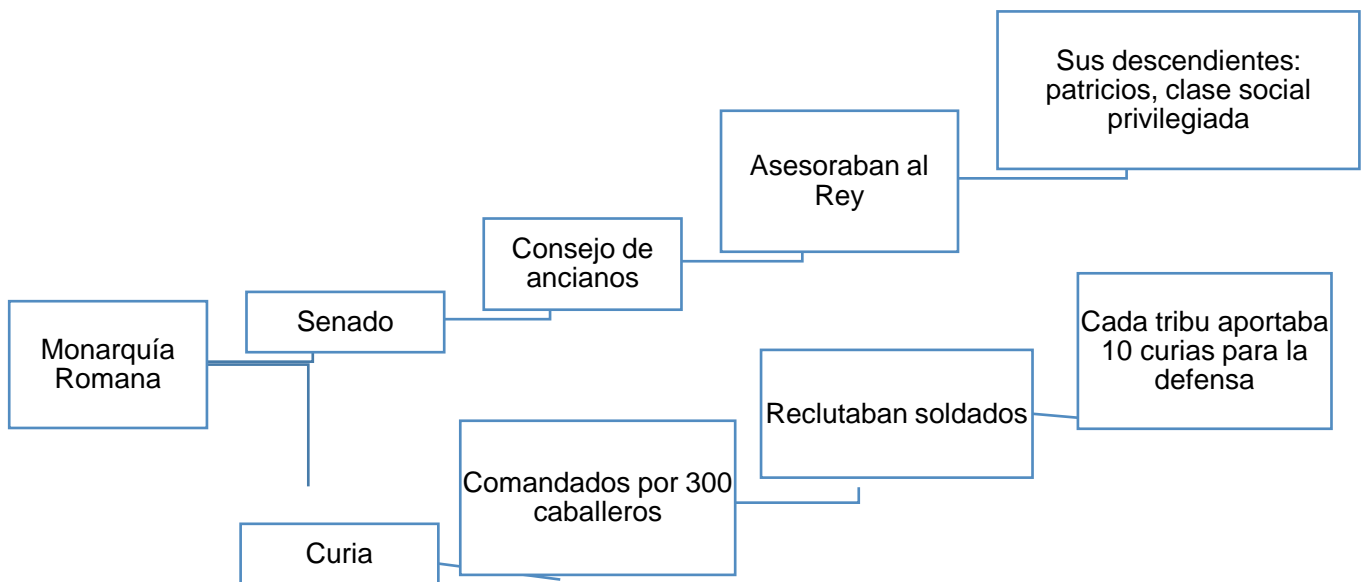 Monarquía
Romana
Senado
Consejo de
ancianos
Asesoraban al
Rey
Sus descendientes:
patricios, clase social
privilegiada
Curia
Comandados por 300
caballeros
Reclutaban soldados
Cada tribu aportaba
10 curias para la
defensa